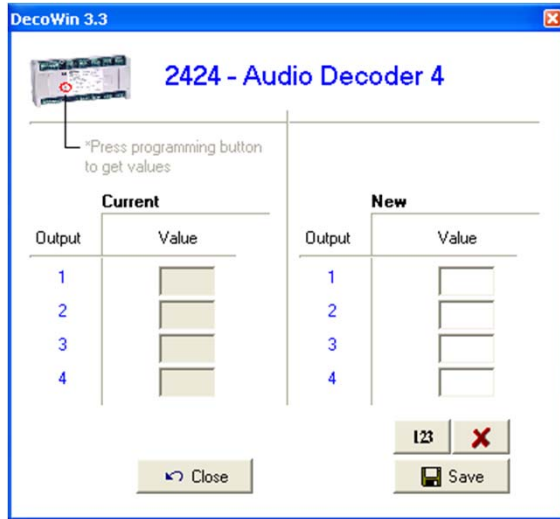 DecoWin 3.3
2424 - Audio Decoder 4
*Press programming button
to get values
Current
New
Output Value
Output Value
1
1
2
2
3
3
4
4
123
Close
Save